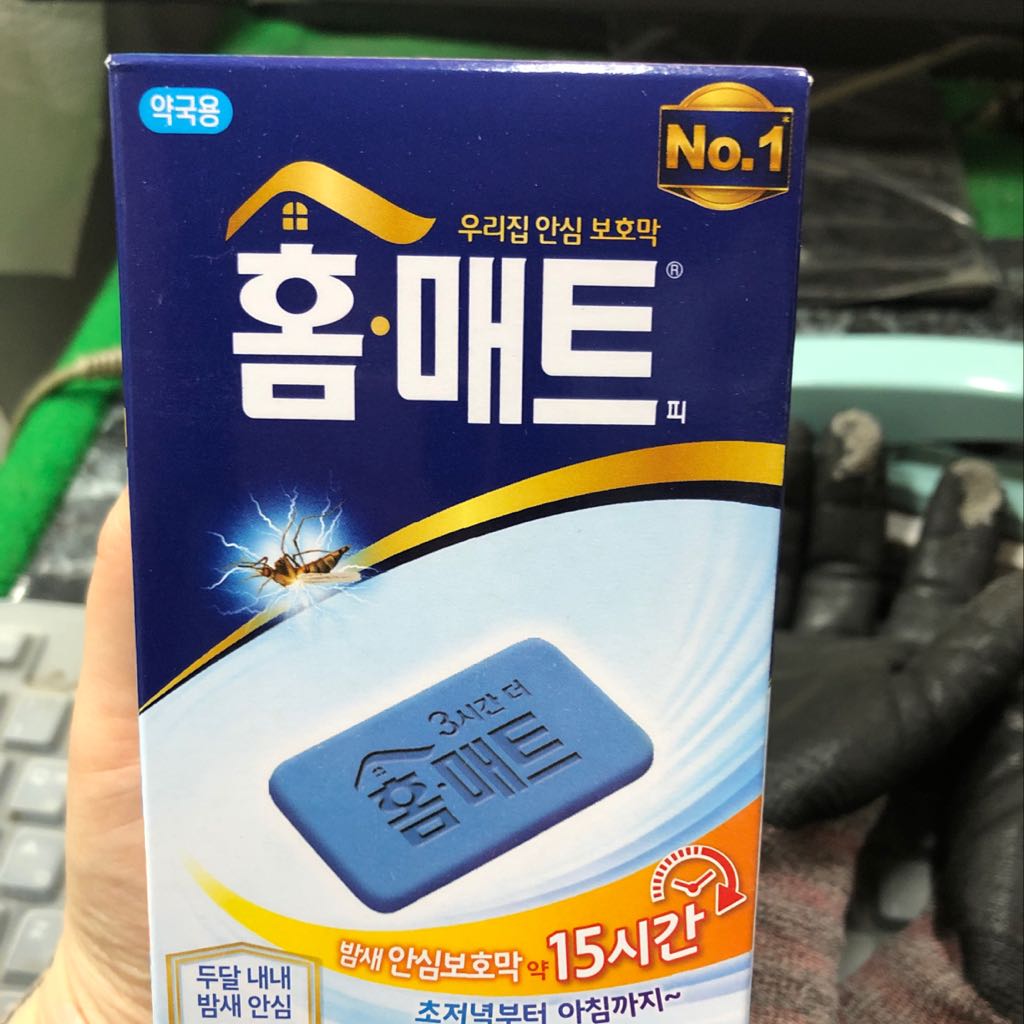 약국용
No.1*
우리집 안심 보호막
홈·매트®
피
3시간 더
홈·매트
밤새 안심보호막 약 15시간
두달 내내
밤새 안심
초저녁부터 아침까지~